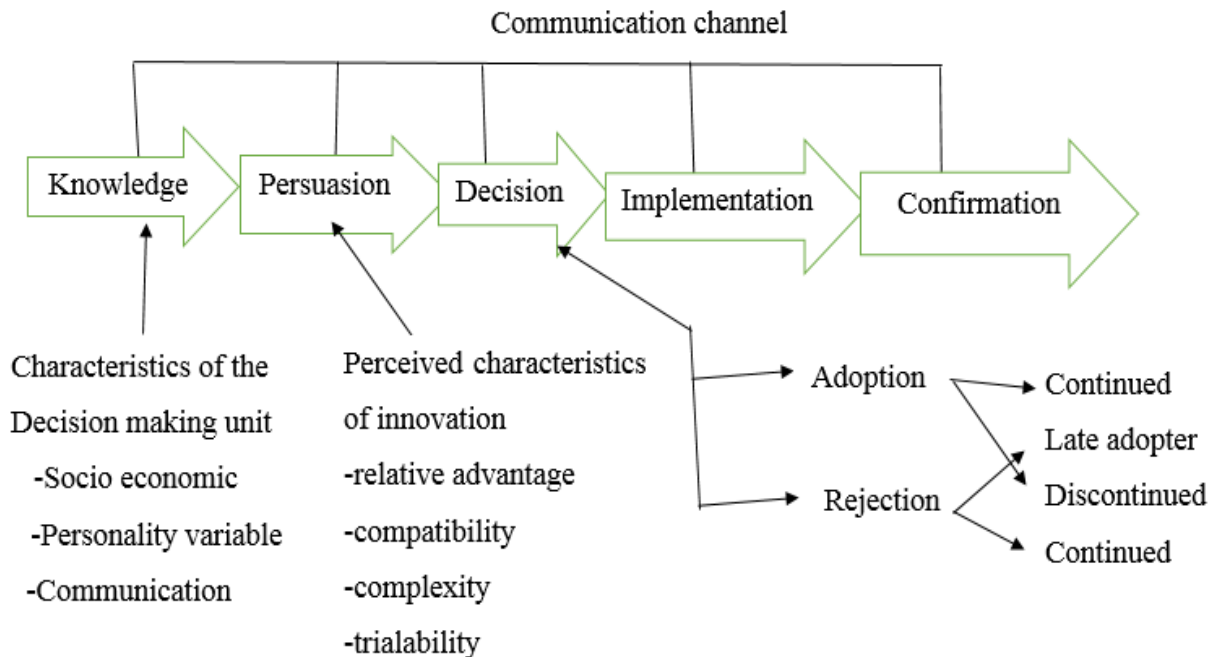 Communication channel
Knowledge
Persuasion
Decision
Implementation
Confirmation
Characteristics of the
Decision making unit
-Socio economic
-Personality variable
-Communication
Perceived characteristics
of innovation
-relative advantage
-compatibility
-complexity
-trialability
Adoption
Rejection
Continued
Late adopter
Discontinued
Continued